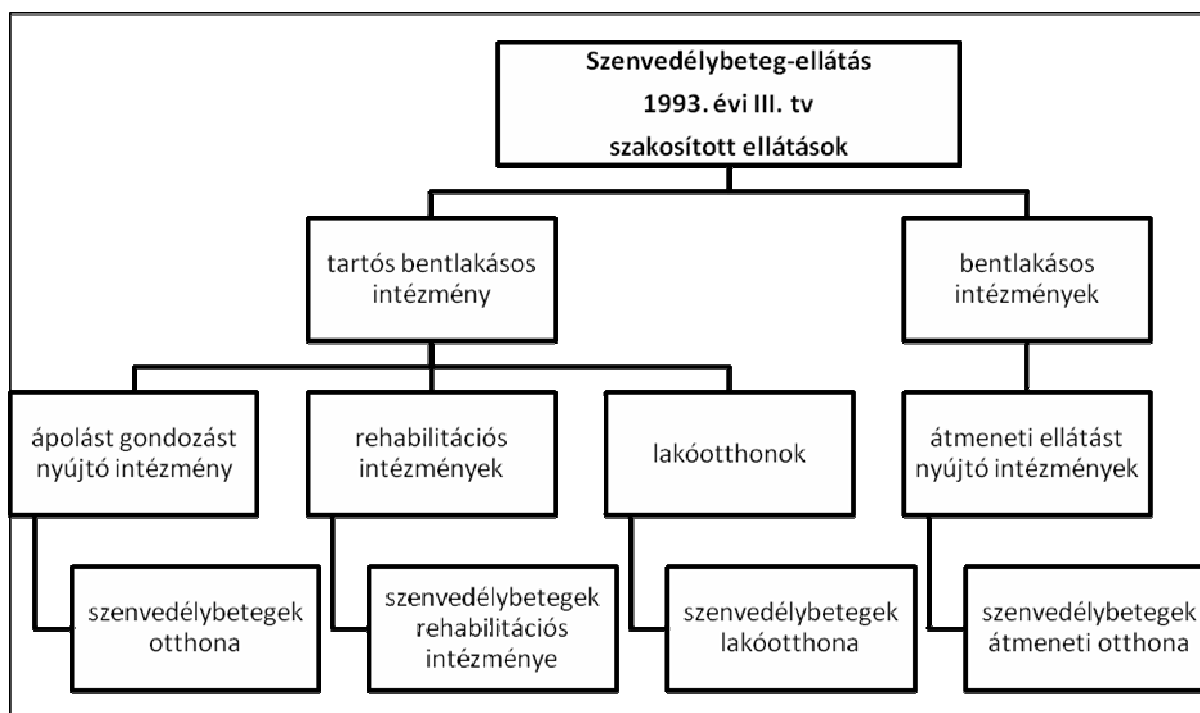 Szenvedélybeteg-ellátás
1993. évi III. tv
szakosított ellátások
tartós bentlakásos
intézmény
bentlakásos
intézmények
ápolást gondozást
nyújtó intézmény
rehabilitációs
intézmények
lakóotthonok
átmeneti ellátást
nyújtó intézmények
szenvedélybetegek
otthona
szenvedélybetegek
rehabilitációs
intézménye
szenvedélybetegek
lakóotthona
szenvedélybetegek
átmeneti otthona